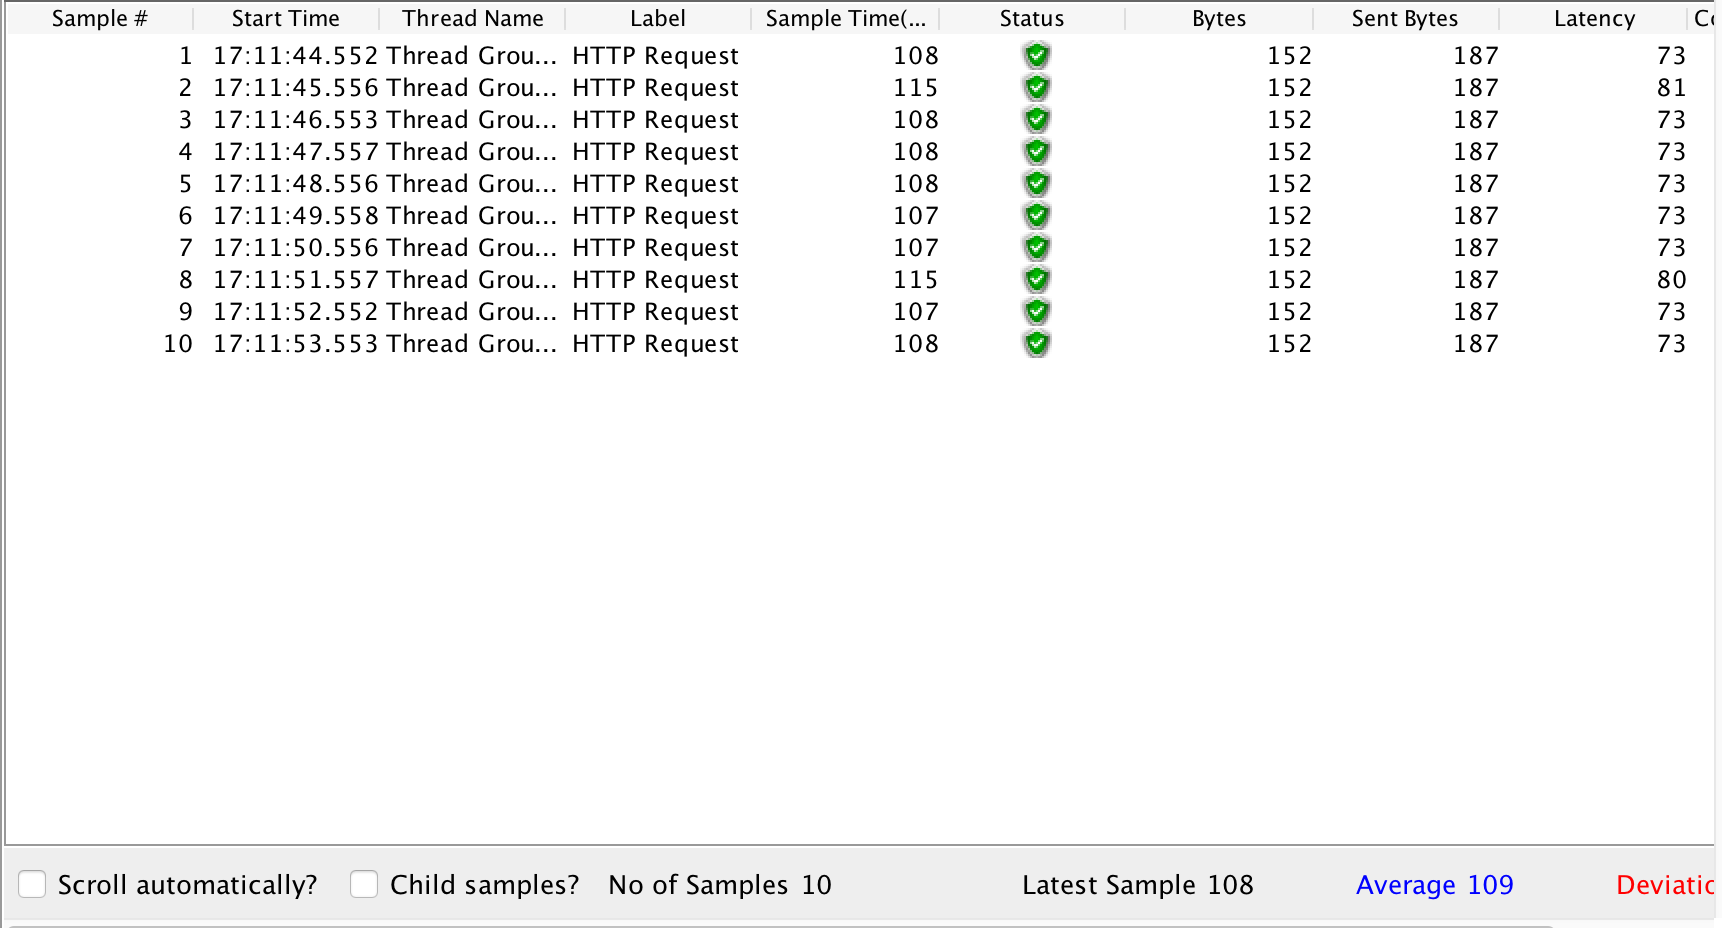 Sample # Start Time Thread Name Label Sample Time(... Status Bytes Sent Bytes Latency Co
1 17:11:44.552 Thread Grou... HTTP Request 108 152 187 73
2 17:11:45.556 Thread Grou... HTTP Request 115 152 187 81
3 17:11:46.553 Thread Grou... HTTP Request 108 152 187 73
4 17:11:47.557 Thread Grou... HTTP Request 108 152 187 73
5 17:11:48.556 Thread Grou... HTTP Request 108 152 187 73
6 17:11:49.558 Thread Grou... HTTP Request 107 152 187 73
7 17:11:50.556 Thread Grou... HTTP Request 107 152 187 73
8 17:11:51.557 Thread Grou... HTTP Request 115 152 187 80
9 17:11:52.552 Thread Grou... HTTP Request 107 152 187 73
10 17:11:53.553 Thread Grou... HTTP Request 108 152 187 73
Scroll automatically? Child samples? No of Samples 10 Latest Sample 108 Average 109 Deviatic